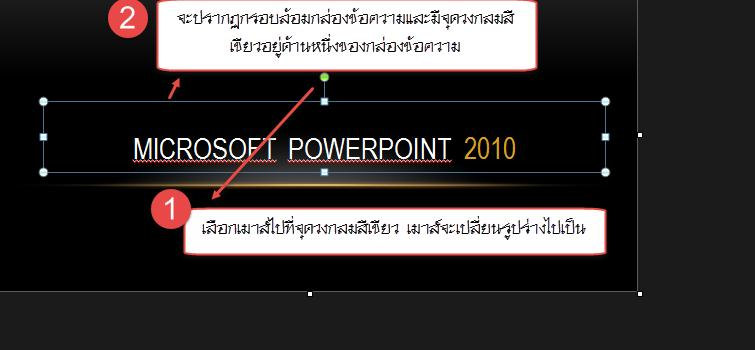 2
จะปรากฎกรอบล้อมกล่องข้อความและมีจุดวงกลมสี
เขียวอยู่ด้านหนึ่งของกล่องข้อความ
MICROSOFT POWERPOINT 2010
1
เลือกเมาส์ไปที่จุดวงกลมสีเขียว เมาส์จะเปลี่ยนรูปร่างไปเป็น